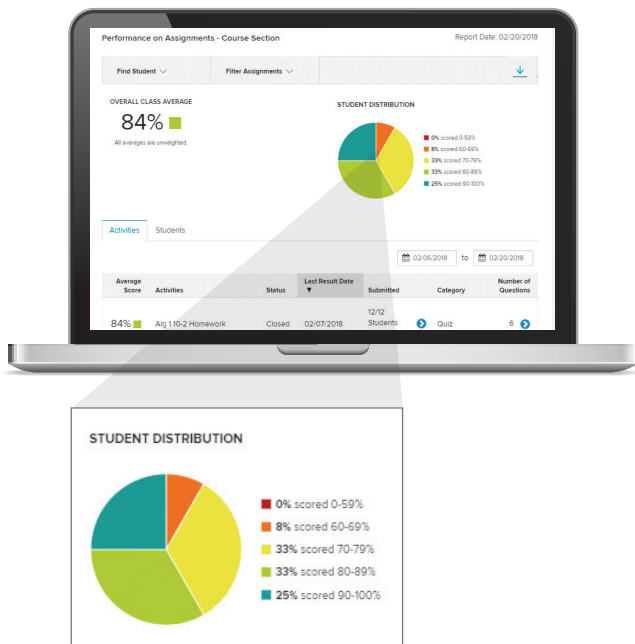 Performance on Assignments - Course Section
Report Date: 02/20/2018
Find Student
Filter Assignments
OVERALL CLASS AVERAGE
84%
All averages are unweighted.
STUDENT DISTRIBUTION
0% scored 0-59%
8% scored 60-69%
33% scored 70-79%
33% scored 80-89%
25% scored 90-100%
Activities Students
02/06/2018 to 02/20/2018
Average Score
Activities
Status
Last Result Date
Submitted
Category
Number of Questions
84%
Alg 1 10-2 Homework
Closed
02/07/2018
12/12 Students
Quiz
6
STUDENT DISTRIBUTION
0% scored 0-59%
8% scored 60-69%
33% scored 70-79%
33% scored 80-89%
25% scored 90-100%